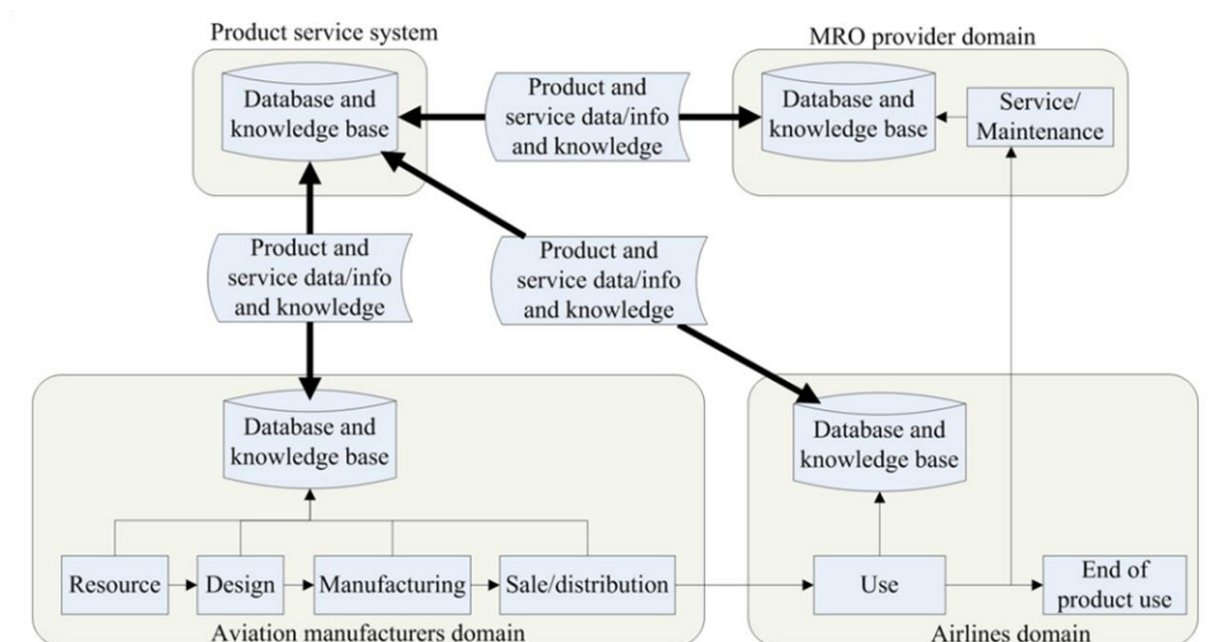 Product service system
MRO provider domain
Database and
knowledge base
Product and
service data/info
and knowledge
Database and
knowledge base
Service/
Maintenance
Product and
service data/info
and knowledge
Product and
service data/info
and knowledge
Database and
knowledge base
Database and
knowledge base
Resource
Design
Manufacturing
Sale/distribution
Use
End of
product use
Aviation manufacturers domain
Airlines domain